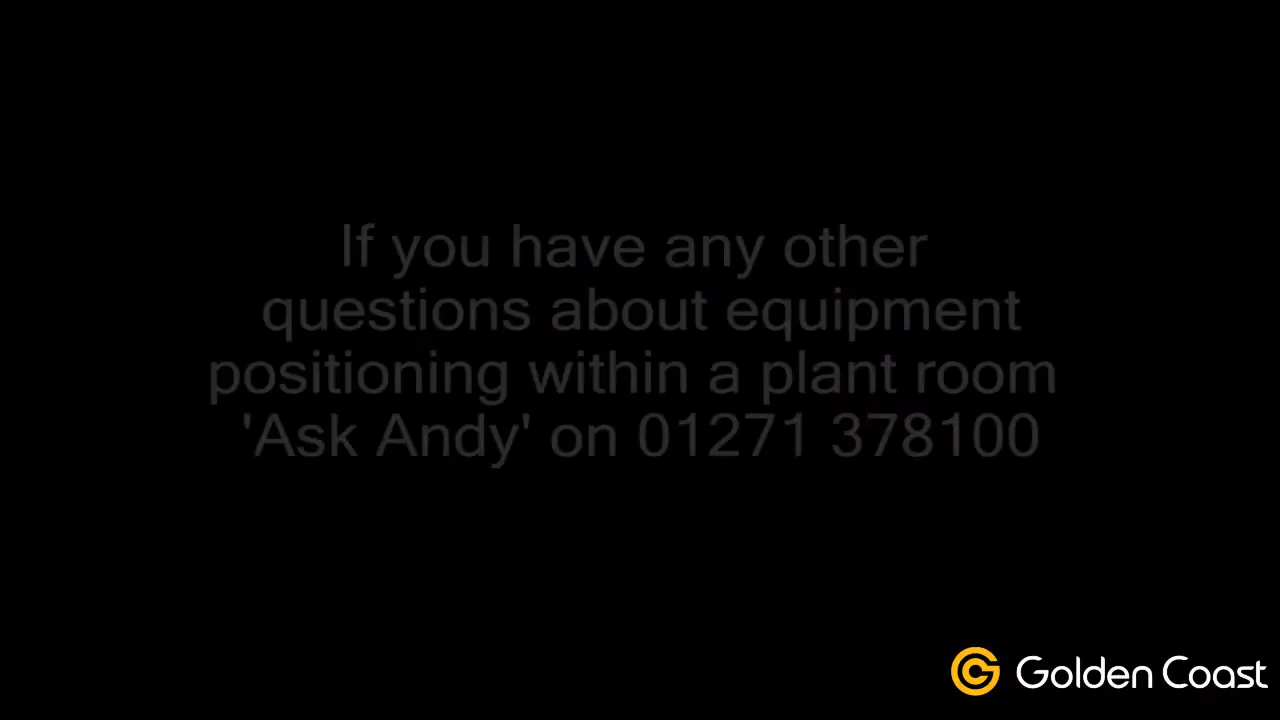 If you have any other
questions about equipment
positioning within a plant room
'Ask Andy' on 01271 378100
Golden Coast